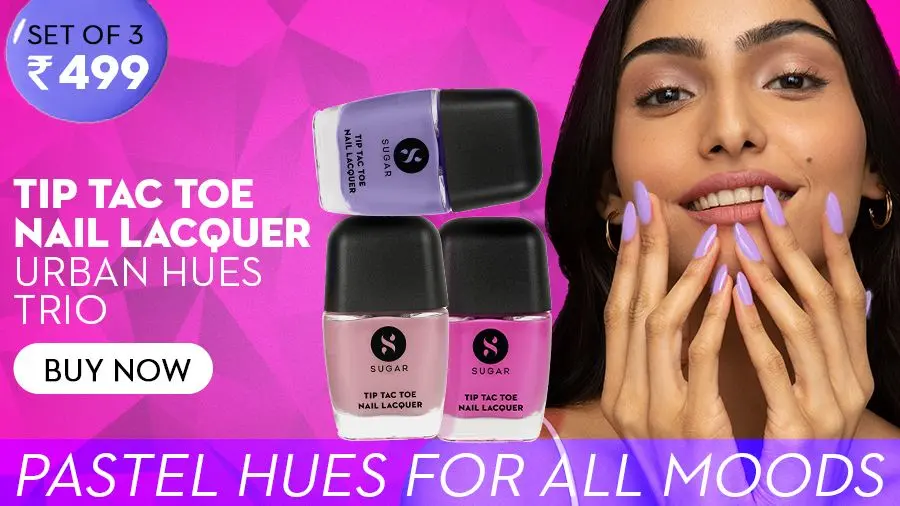 SET OF 3
₹499
TIP TAC TOE
NAIL LACQUER
URBAN HUES
TRIO
BUY NOW
SUGAR
TIP TAC TOE
NAIL LACQUER
SUGAR
TIP TAC TOE
NAIL LACQUER
SUGAR
TIP TAC TOE
NAIL LACQUER
PASTEL HUES FOR ALL MOODS